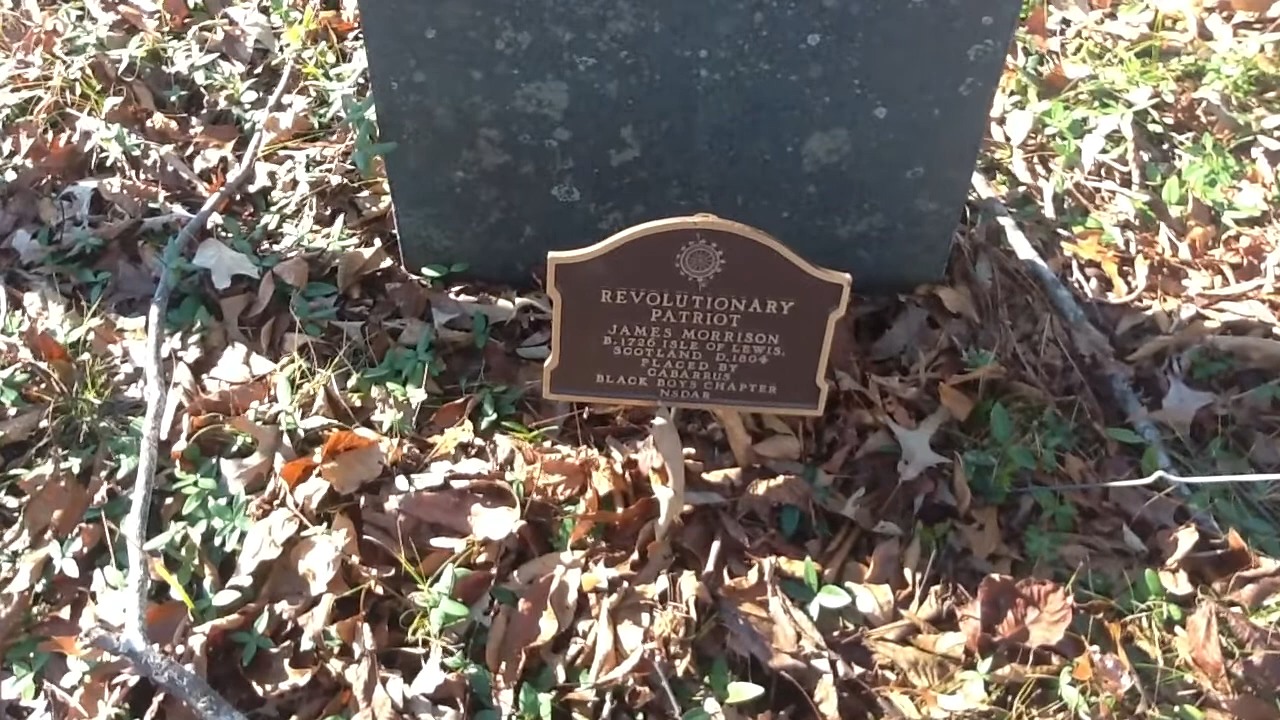 REVOLUTIONARY
PATRIOT
JAMES MORRISON
B. 1726 ISLE OF LEWIS,
SCOTLAND D. 1804
PLACED BY
CABARRUS
BLACK BOYS CHAPTER
NSDAR